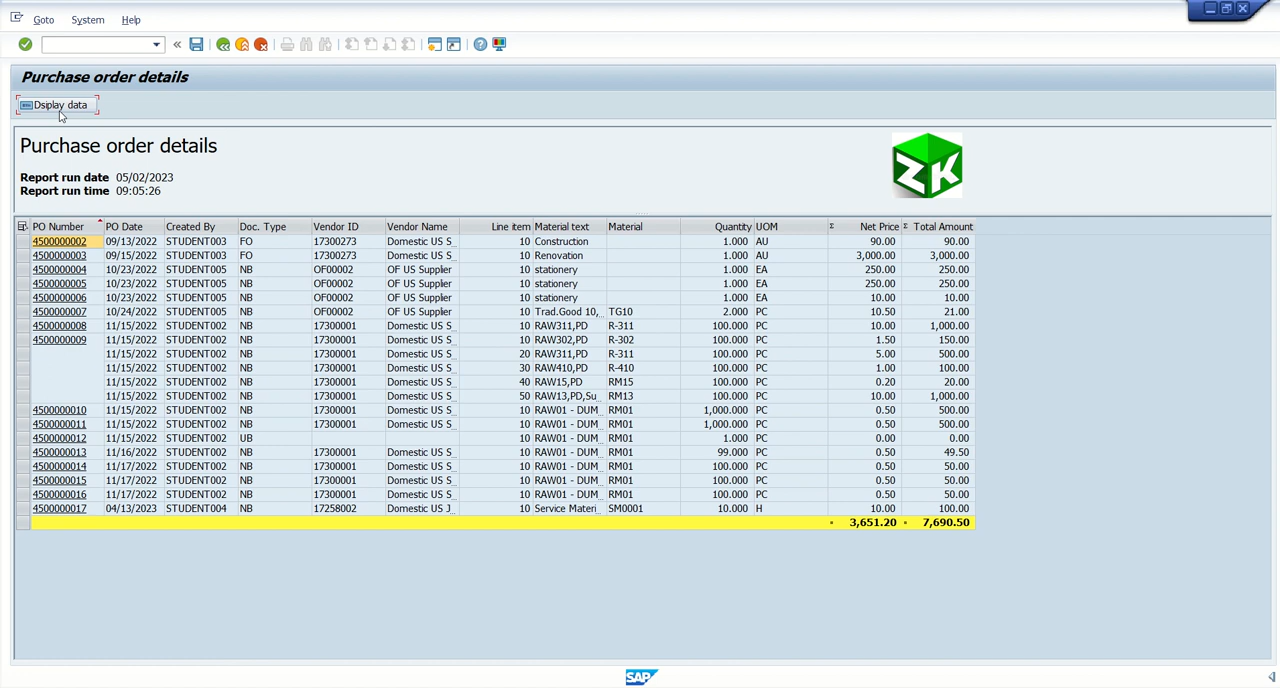 Goto System Help
Purchase order details
Dsiplay data
Purchase order details
Report run date 05/02/2023
Report run time 09:05:26
ZK
PO Number PO Date Created By Doc. Type Vendor ID Vendor Name Line item Material text Material Quantity UOM Σ Net Price Σ Total Amount
4500000002 09/13/2022 STUDENT003 FO 17300273 Domestic US S... 10 Construction 1.000 AU 90.00 90.00
4500000003 09/15/2022 STUDENT003 FO 17300273 Domestic US S... 10 Renovation 1.000 AU 3,000.00 3,000.00
4500000004 10/23/2022 STUDENT005 NB OF00002 OF US Supplier 10 stationery 1.000 EA 250.00 250.00
4500000005 10/23/2022 STUDENT005 NB OF00002 OF US Supplier 10 stationery 1.000 EA 250.00 250.00
4500000006 10/23/2022 STUDENT005 NB OF00002 OF US Supplier 10 stationery 1.000 EA 10.00 10.00
4500000007 10/24/2022 STUDENT005 NB OF00002 OF US Supplier 10 Trad.Good 10,... TG10 2.000 PC 10.50 21.00
4500000008 11/15/2022 STUDENT002 NB 17300001 Domestic US S... 10 RAW311,PD R-311 100.000 PC 10.00 1,000.00
4500000009 11/15/2022 STUDENT002 NB 17300001 Domestic US S... 10 RAW302,PD R-302 100.000 PC 1.50 150.00
11/15/2022 STUDENT002 NB 17300001 Domestic US S... 20 RAW311,PD R-311 100.000 PC 5.00 500.00
11/15/2022 STUDENT002 NB 17300001 Domestic US S... 30 RAW410,PD R-410 100.000 PC 1.00 100.00
11/15/2022 STUDENT002 NB 17300001 Domestic US S... 40 RAW15,PD RM15 100.000 PC 0.20 20.00
11/15/2022 STUDENT002 NB 17300001 Domestic US S... 50 RAW13,PD,Su... RM13 100.000 PC 10.00 1,000.00
4500000010 11/15/2022 STUDENT002 NB 17300001 Domestic US S... 10 RAW01 - DUM... RM01 1,000.000 PC 0.50 500.00
4500000011 11/15/2022 STUDENT002 NB 17300001 Domestic US S... 10 RAW01 - DUM... RM01 1,000.000 PC 0.50 500.00
4500000012 11/15/2022 STUDENT002 UB 10 RAW01 - DUM... RM01 1.000 PC 0.00 0.00
4500000013 11/16/2022 STUDENT002 NB 17300001 Domestic US S... 10 RAW01 - DUM... RM01 99.000 PC 0.50 49.50
4500000014 11/17/2022 STUDENT002 NB 17300001 Domestic US S... 10 RAW01 - DUM... RM01 100.000 PC 0.50 50.00
4500000015 11/17/2022 STUDENT002 NB 17300001 Domestic US S... 10 RAW01 - DUM... RM01 100.000 PC 0.50 50.00
4500000016 11/17/2022 STUDENT002 NB 17300001 Domestic US S... 10 RAW01 - DUM... RM01 100.000 PC 0.50 50.00
4500000017 04/13/2023 STUDENT004 NB 17258002 Domestic US J... 10 Service Materi... SM0001 10.000 H 10.00 100.00
3,651.20 7,690.50
SAP